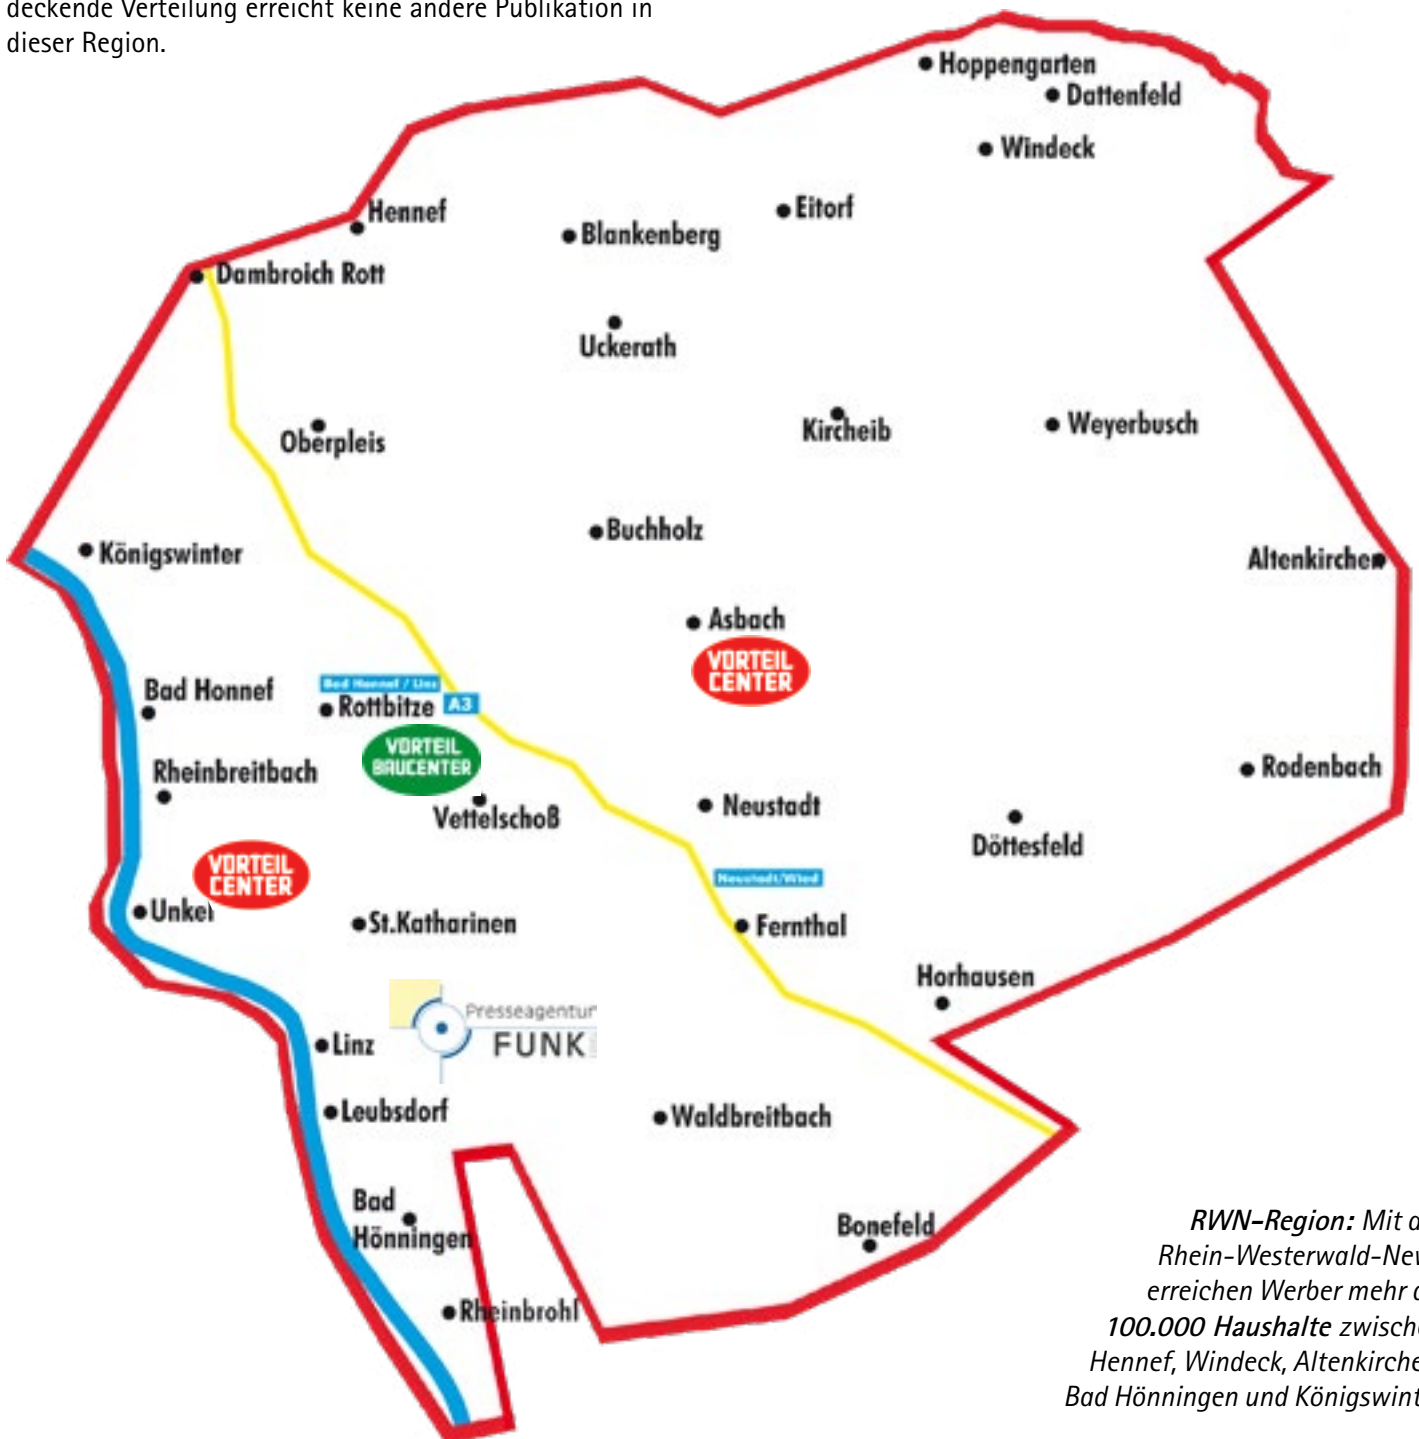 deckende Verteilung erreicht keine andere Publikation in
dieser Region.
Hoppengarten
Dattenfeld
Windeck
Eitorf
Hennef
Blankenberg
Dambroich Rott
Uckerath
Kircheib
Weyerbusch
Oberpleis
Buchholz
Königswinter
Altenkirchen
Asbach
VORTEIL
CENTER
Bad Honnef
Bad Honnef / Linz
Rottbitze
A3
VORTEIL
BAUCENTER
Rheinbreitbach
Vettelschoß
Neustadt
Rodenbach
Döttesfeld
VORTEIL
CENTER
Neustadt/Wied
Unkel
St.Katharinen
Fernthal
Horhausen
Presseagentur
FUNK
Linz
Leubsdorf
Waldbreitbach
Bad
Hönningen
Bonefeld
Rheinbrohl
RWN-Region: Mit d
Rhein-Westerwald-New
erreichen Werber mehr a
100.000 Haushalte zwische
Hennef, Windeck, Altenkirche
Bad Hönningen und Königswint